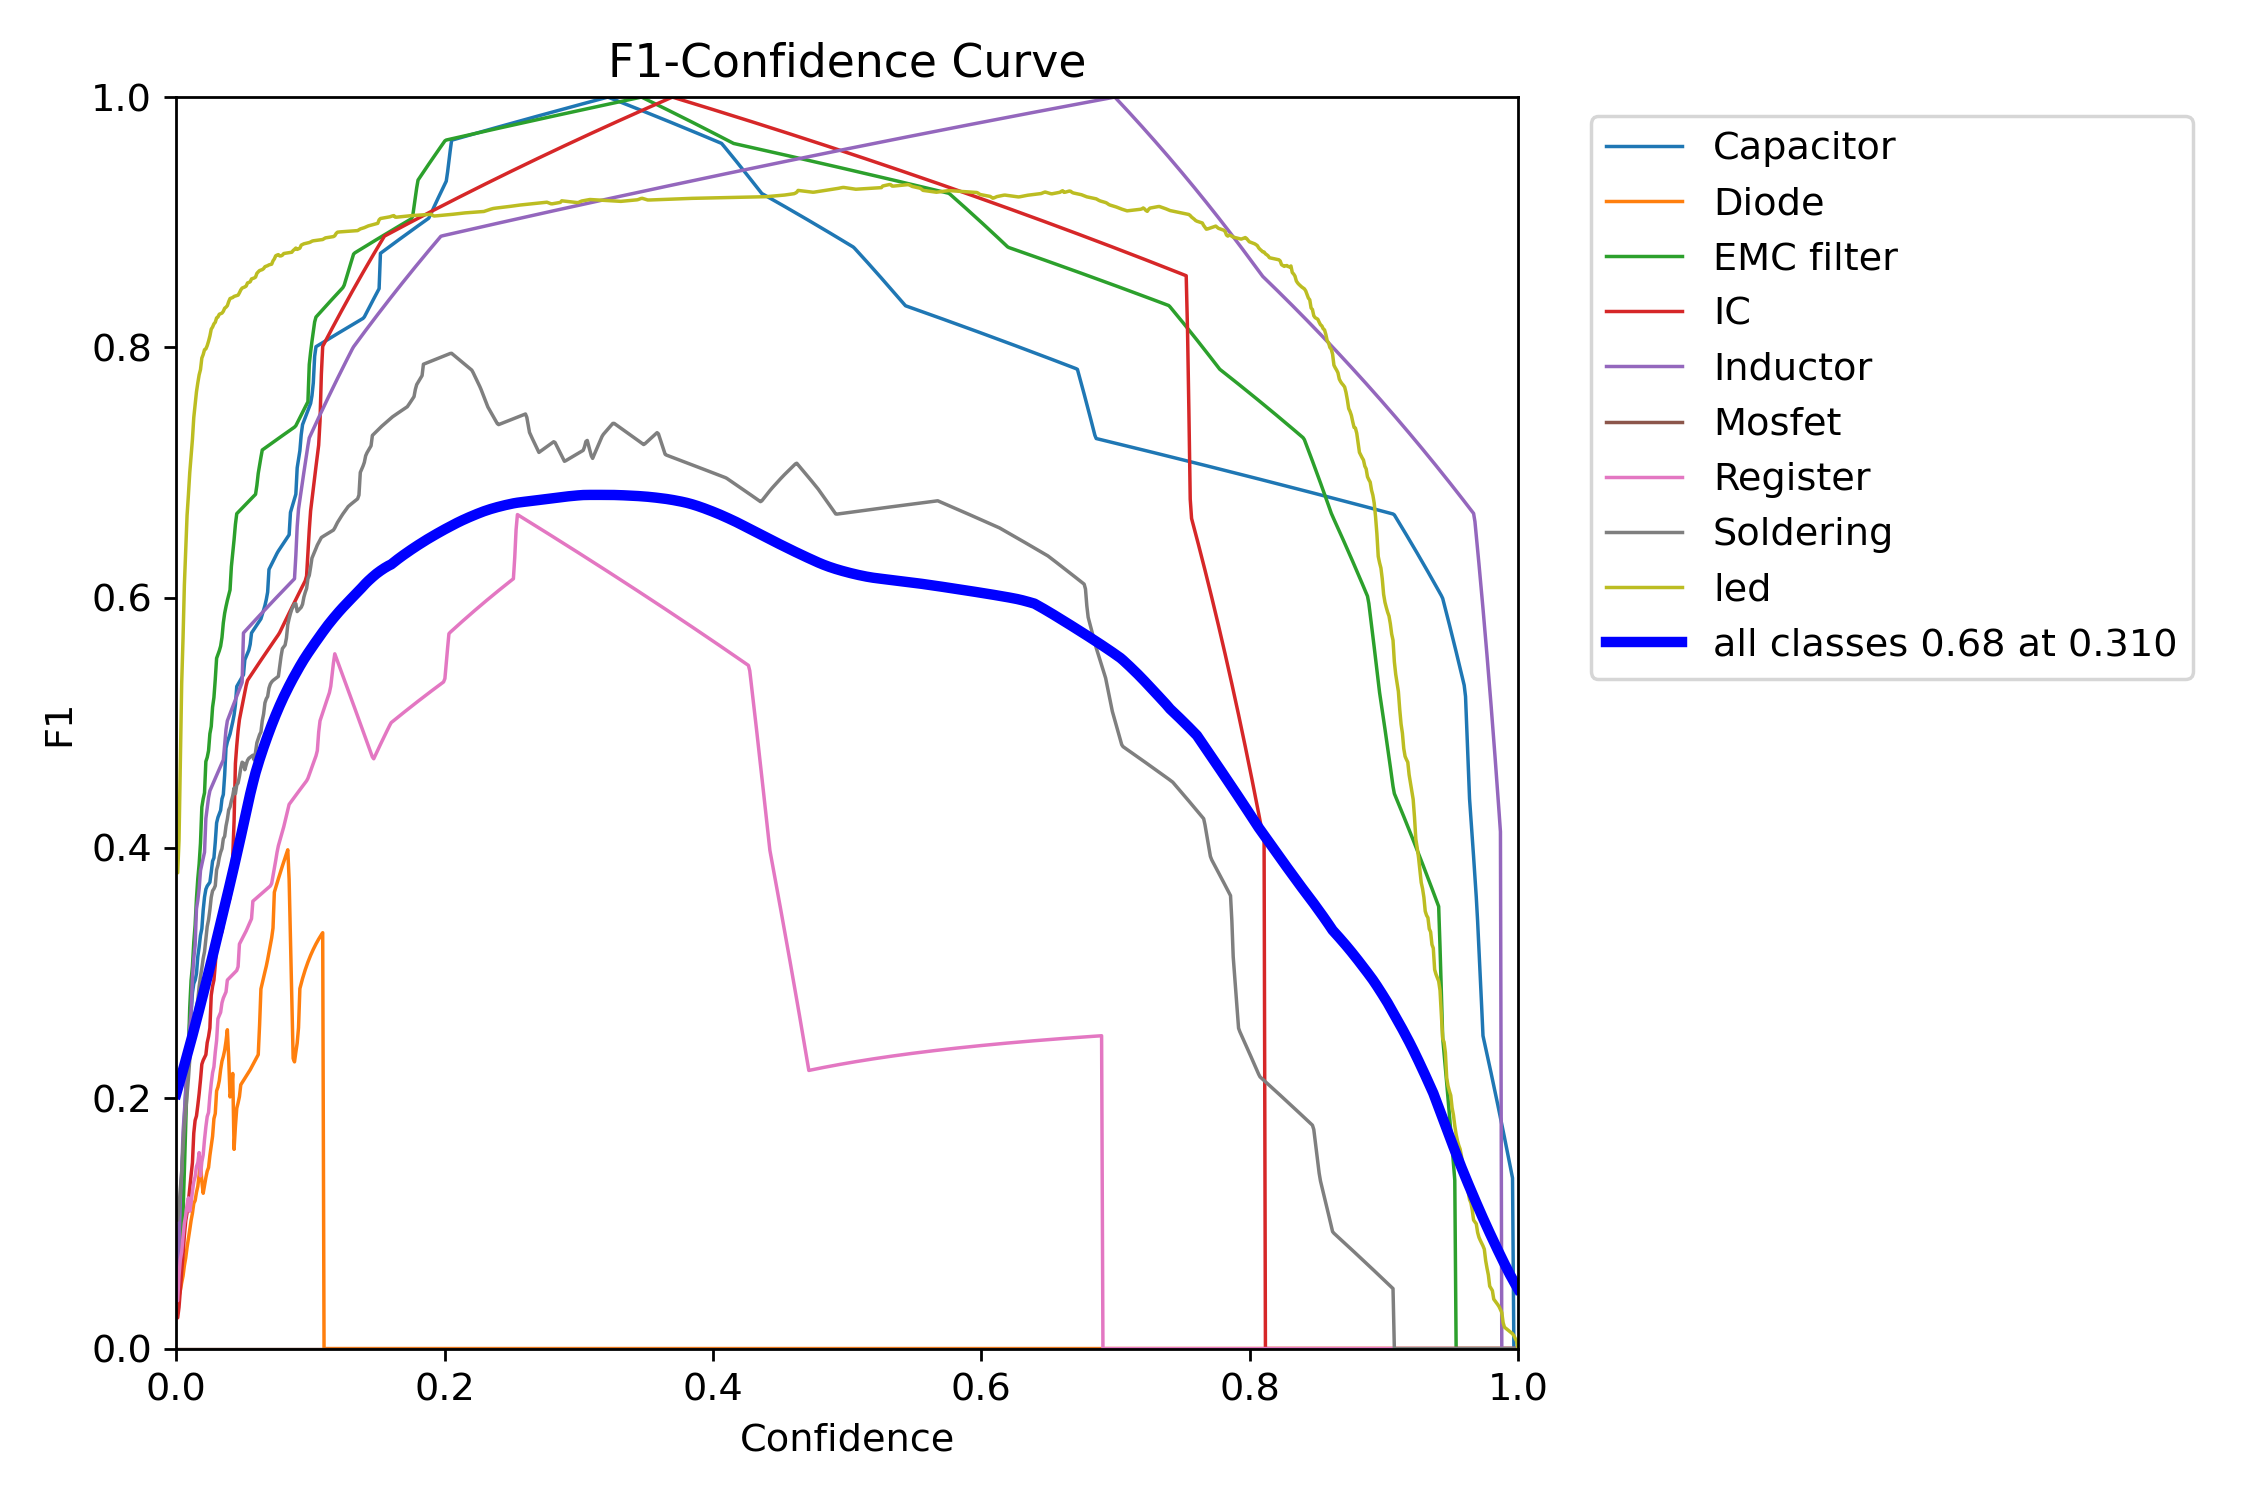 F1-Confidence Curve
1.0
0.8
0.6
0.4
0.2
0.0
F1
0.0 0.2 0.4 0.6 0.8 1.0
Confidence
Capacitor
Diode
EMC filter
IC
Inductor
Mosfet
Register
Soldering
led
all classes 0.68 at 0.310